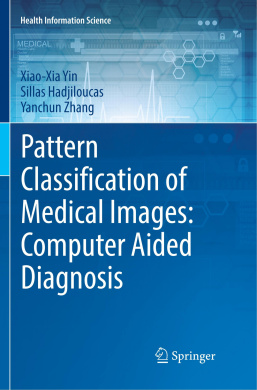 Health Information Science
MEDICAL
Xiao-Xia Yin
Sillas Hadjiloucas
Yanchun Zhang
Pattern
Classification of
Medical Images:
Computer Aided
Diagnosis
Springer